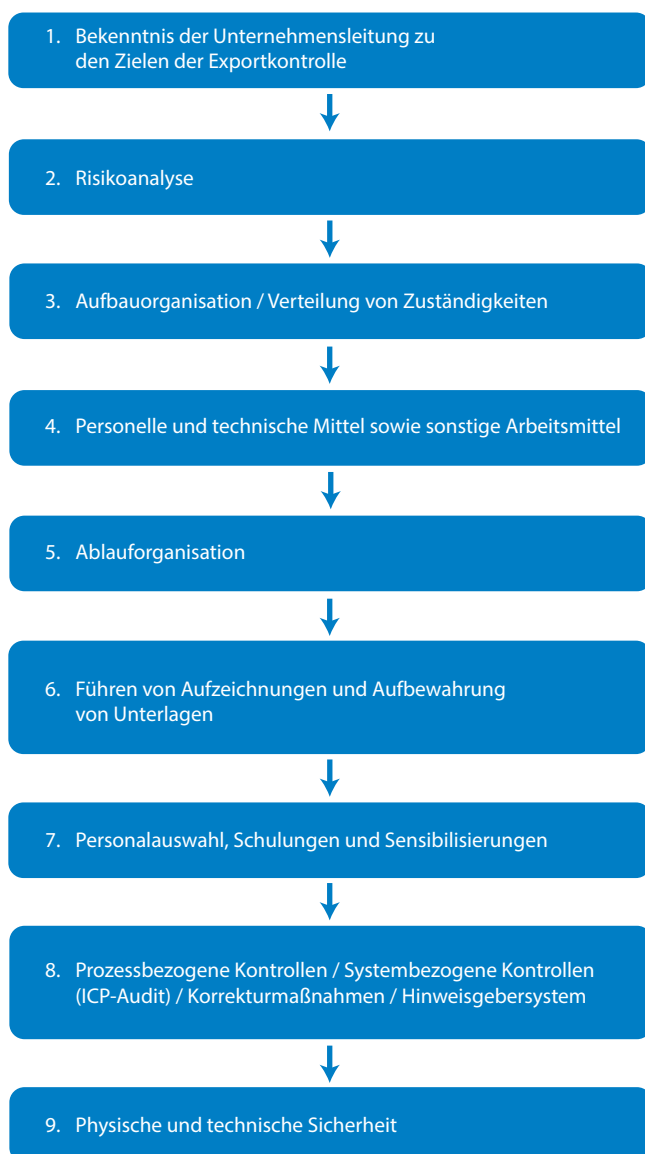 1. Bekenntnis der Unternehmensleitung zu
den Zielen der Exportkontrolle
2. Risikoanalyse
3. Aufbauorganisation / Verteilung von Zuständigkeiten
4. Personelle und technische Mittel sowie sonstige Arbeitsmittel
5. Ablauforganisation
6. Führen von Aufzeichnungen und Aufbewahrung
von Unterlagen
7. Personalauswahl, Schulungen und Sensibilisierungen
8. Prozessbezogene Kontrollen / Systembezogene Kontrollen
(ICP-Audit) / Korrekturmaßnahmen / Hinweisgebersystem
9. Physische und technische Sicherheit